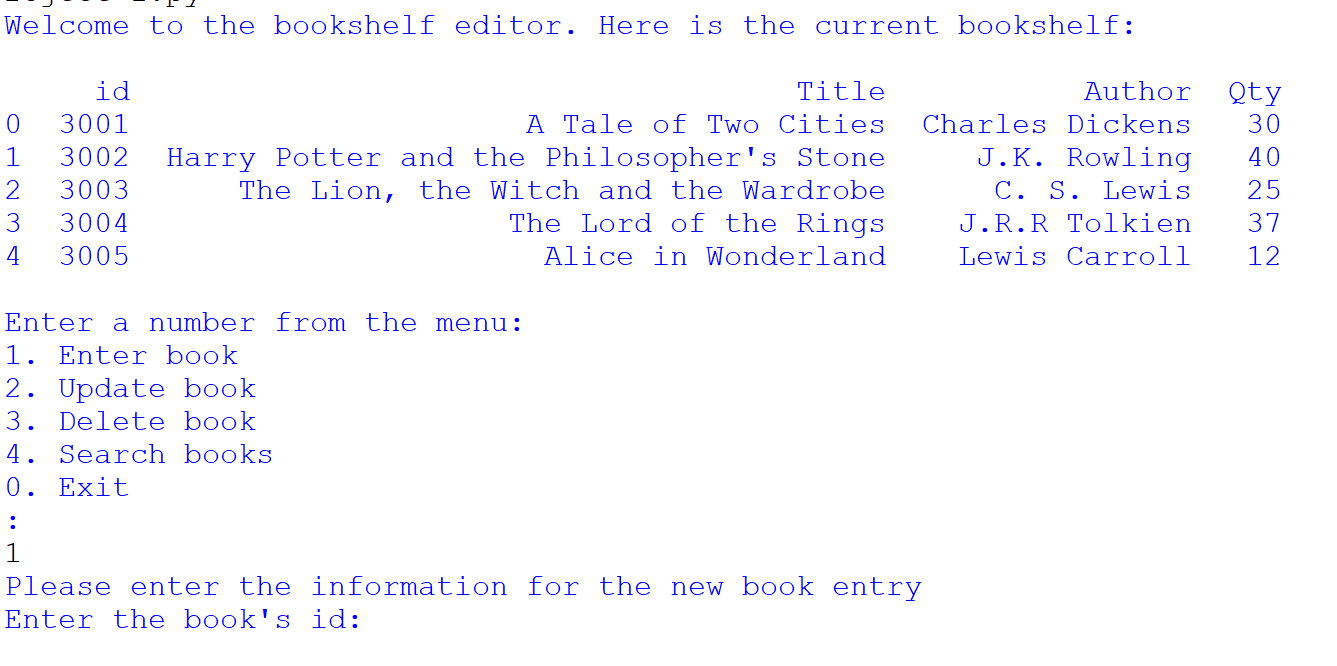 Welcome to the bookshelf editor. Here is the current bookshelf:
id Title Author Qty
0 3001 A Tale of Two Cities Charles Dickens 30
1 3002 Harry Potter and the Philosopher's Stone J.K. Rowling 40
2 3003 The Lion, the Witch and the Wardrobe C. S. Lewis 25
3 3004 The Lord of the Rings J.R.R Tolkien 37
4 3005 Alice in Wonderland Lewis Carroll 12
Enter a number from the menu:
1. Enter book
2. Update book
3. Delete book
4. Search books
0. Exit
:
1
Please enter the information for the new book entry
Enter the book's id: